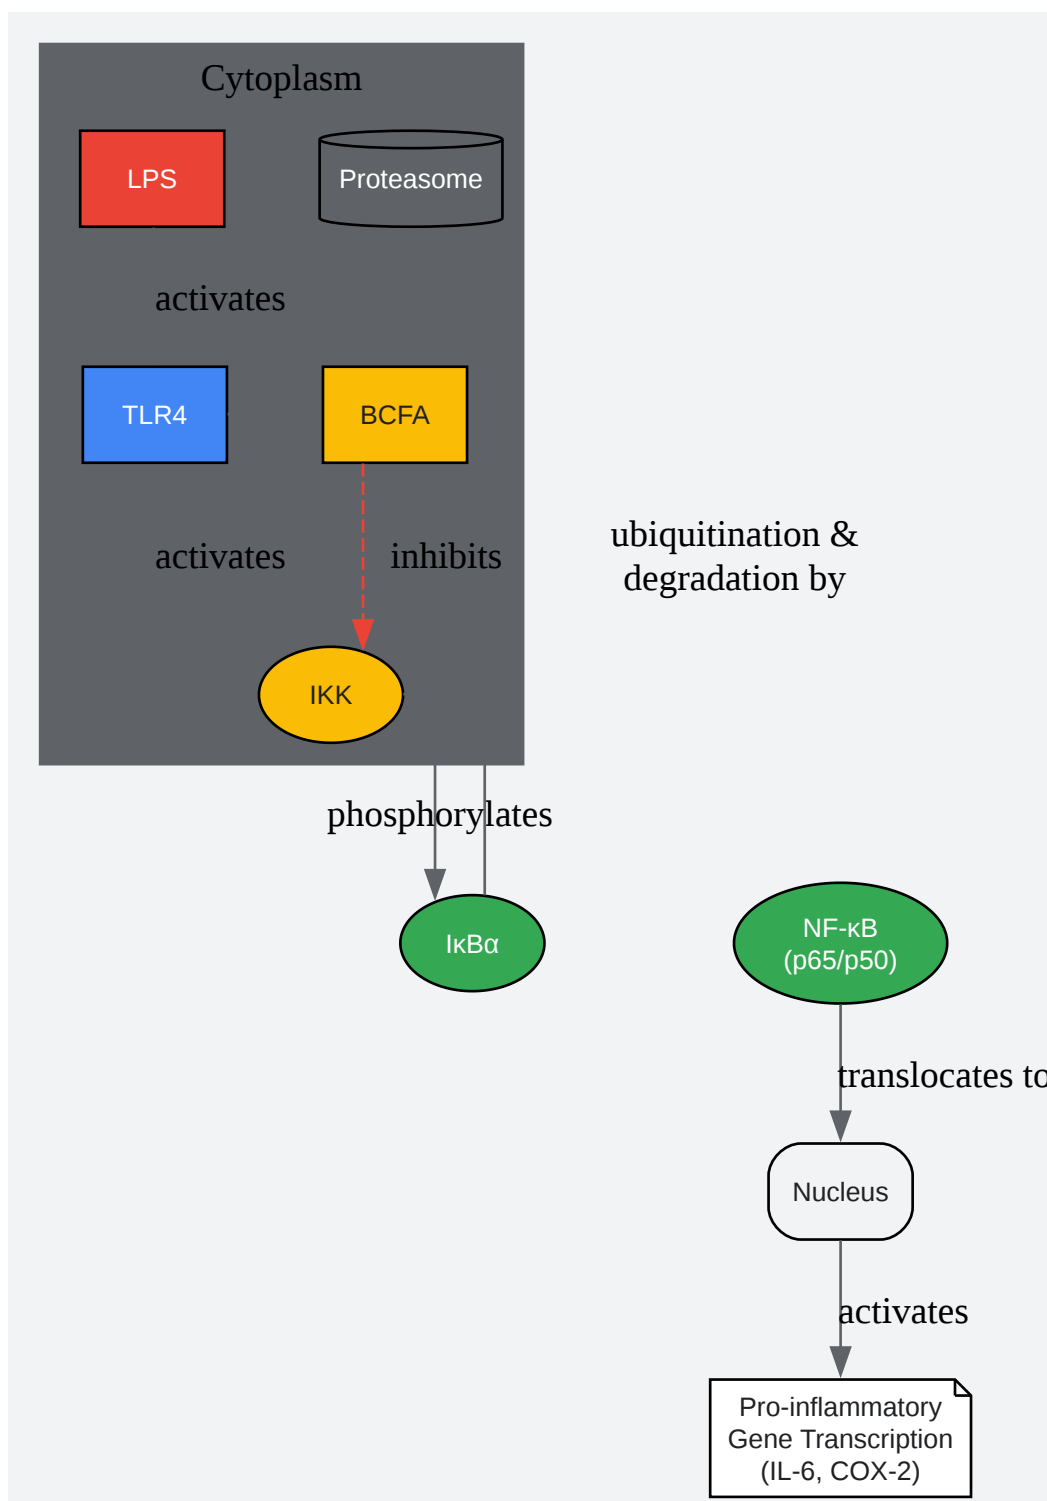 Cytoplasm
LPS
Proteasome
activates
TLR4
BCFA
activates
inhibits
ubiquitination &
degradation by
IKK
phosphorylates
IκBα
NF-κB
(p65/p50)
translocates to
Nucleus
activates
Pro-inflammatory
Gene Transcription
(IL-6, COX-2)